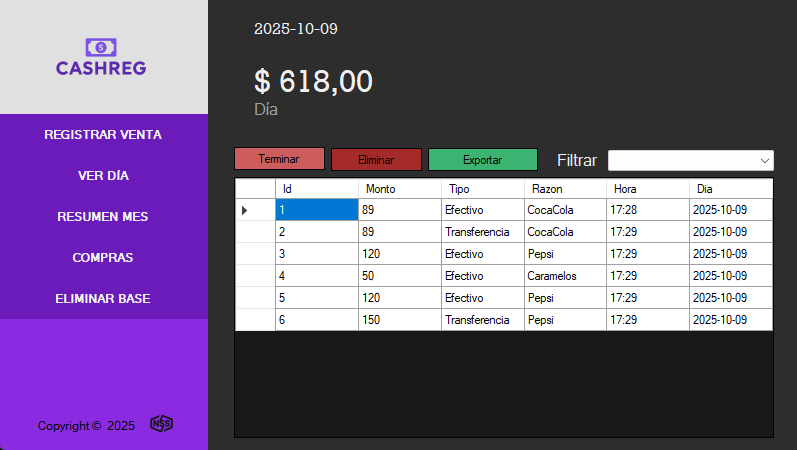 $
CASHREG
REGISTRAR VENTA
VER DÍA
RESUMEN MES
COMPRAS
ELIMINAR BASE
Copyright © 2025 NSS
2025-10-09
$ 618,00
Día
Terminar Eliminar Exportar Filtrar
Id Monto Tipo Razon Hora Dia
1 89 Efectivo CocaCola 17:28 2025-10-09
2 89 Transferencia CocaCola 17:29 2025-10-09
3 120 Efectivo Pepsi 17:29 2025-10-09
4 50 Efectivo Caramelos 17:29 2025-10-09
5 120 Efectivo Pepsi 17:29 2025-10-09
6 150 Transferencia Pepsi 17:29 2025-10-09